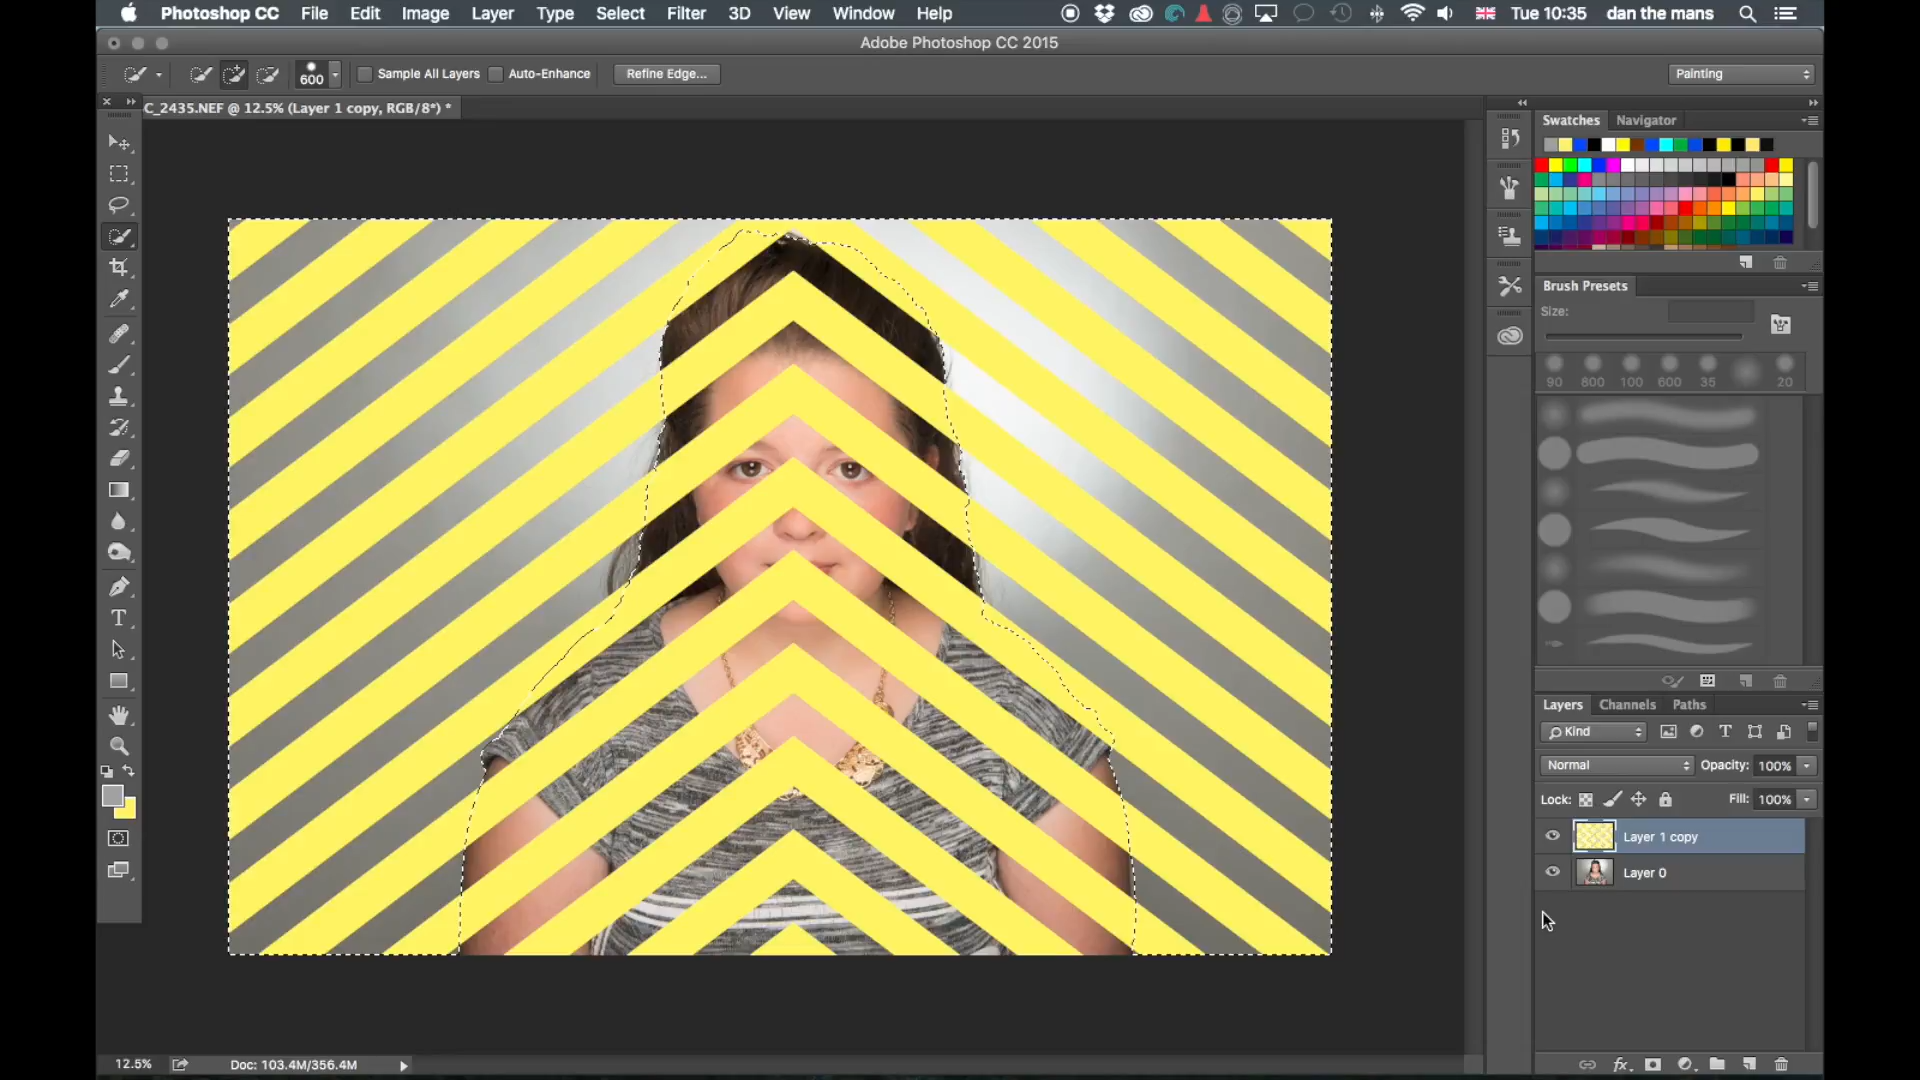 Photoshop CC File Edit Image Layer Type Select Filter 3D View Window Help Tue 10:35 dan the mans
Adobe Photoshop CC 2015
600 Sample All Layers Auto-Enhance Refine Edge... Painting
C_2435.NEF @ 12.5% (Layer 1 copy, RGB/8*) *
Swatches Navigator
Brush Presets
Size:
90 800 100 600 35 20
Layers Channels Paths
Kind
Normal Opacity: 100%
Lock: Fill: 100%
Layer 1 copy
Layer 0
12.5% Doc: 103.4M/356.4M